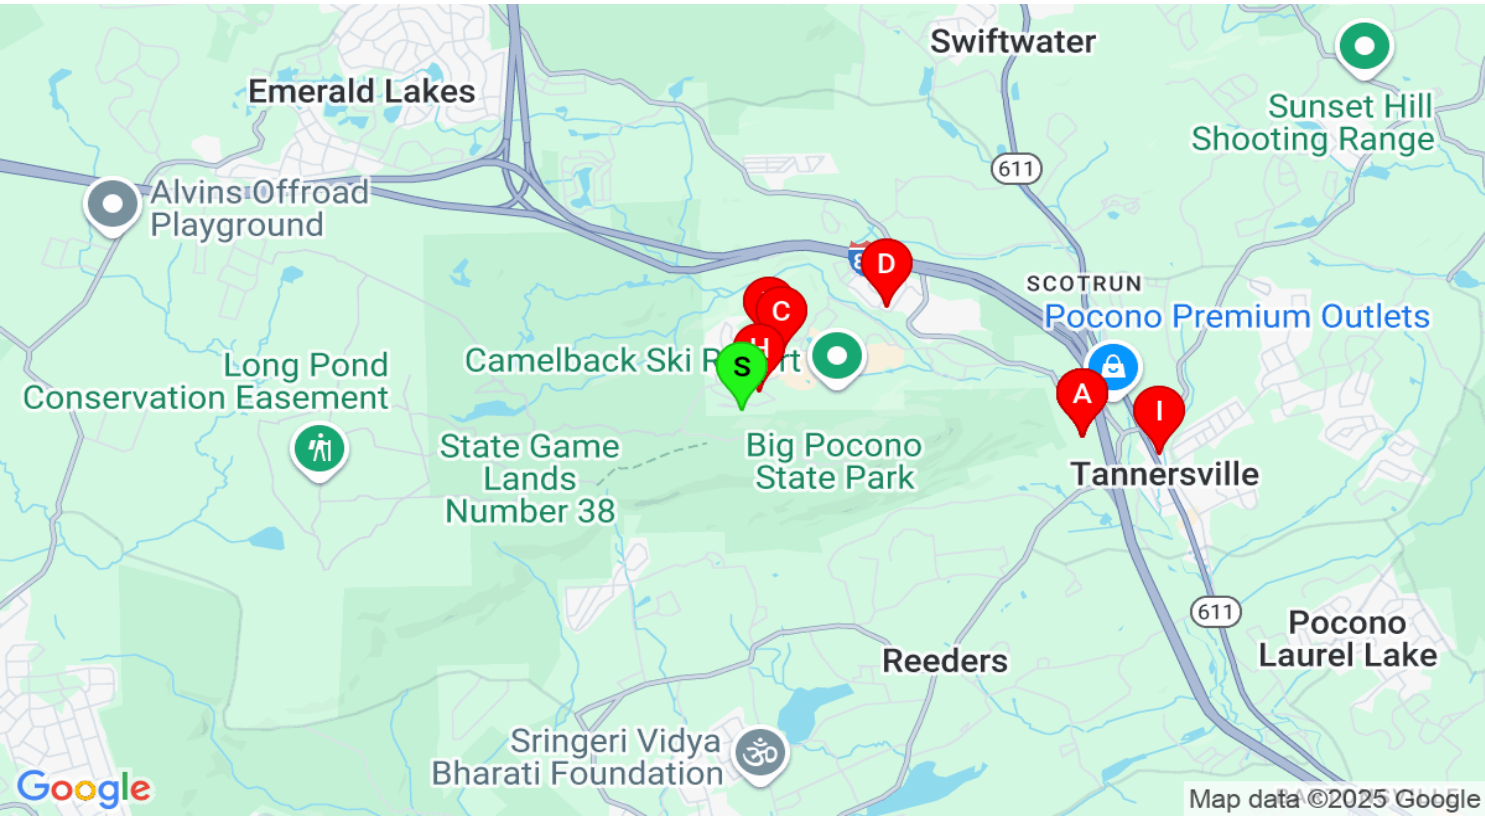 Swiftwater
Emerald Lakes
Sunset Hill
Shooting Range
611
Alvins Offroad
Playground
D
SCOTRUN
C
Pocono Premium Outlets
H
Long Pond
Conservation Easement
Camelback Ski
S
A
I
State Game
Lands
Number 38
Big Pocono
State Park
Tannersville
611
Pocono
Laurel Lake
Reeders
Sringeri Vidya
Bharati Foundation
Google
Map data ©2025 Google